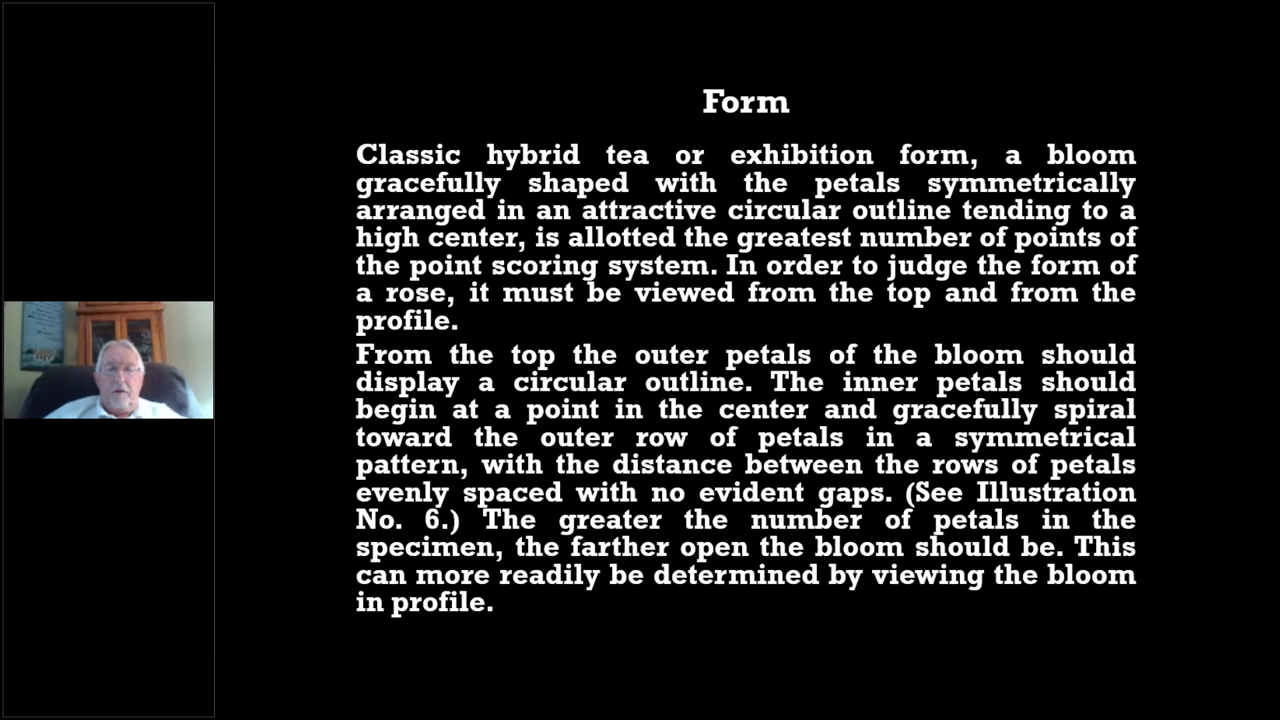 Form
Classic hybrid tea or exhibition form, a bloom
gracefully shaped with the petals symmetrically
arranged in an attractive circular outline tending to a
high center, is allotted the greatest number of points of
the point scoring system. In order to judge the form of
a rose, it must be viewed from the top and from the
profile.
From the top the outer petals of the bloom should
display a circular outline. The inner petals should
begin at a point in the center and gracefully spiral
toward the outer row of petals in a symmetrical
pattern, with the distance between the rows of petals
evenly spaced with no evident gaps. (See Illustration
No. 6.) The greater the number of petals in the
specimen, the farther open the bloom should be. This
can more readily be determined by viewing the bloom
in profile.